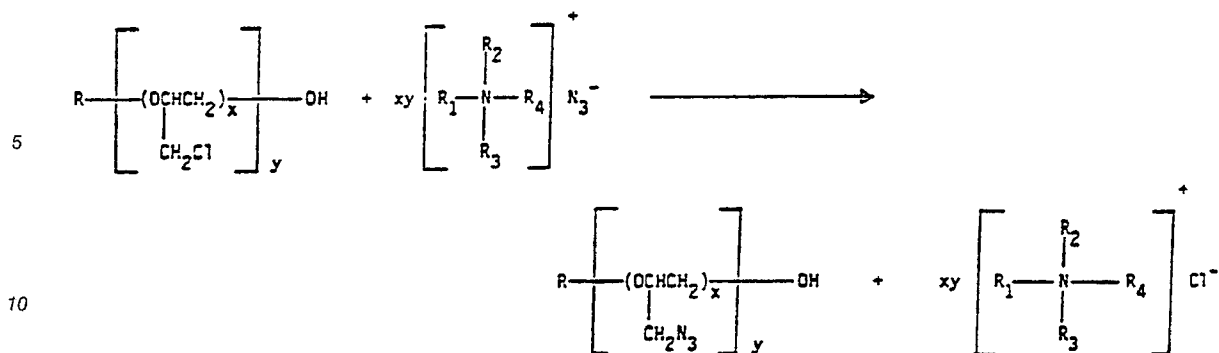 R (OCHCH₂)ₓ OH + xy R₁ N R₂ R₃ R₄ + N₃⁻
CH₂Cl y
5
R (OCHCH₂)ₓ OH + xy R₁ N R₂ R₃ R₄ + Cl⁻
CH₂N₃ y
10